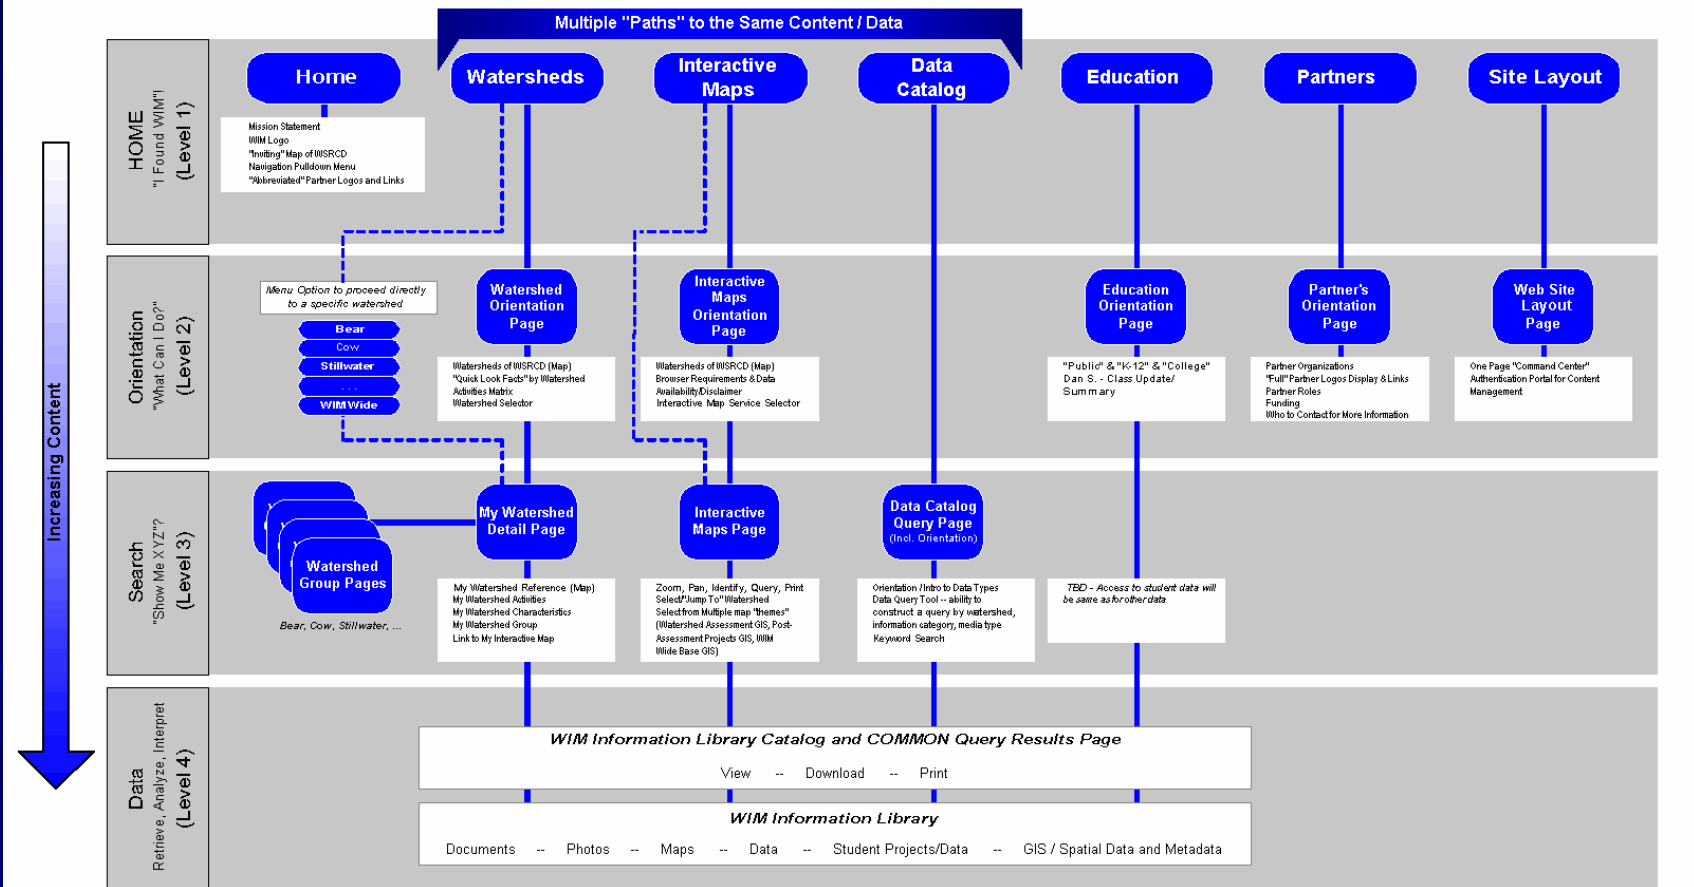 Multiple "Paths" to the Same Content / Data
Increasing Content
HOME
"I Found WIM"!
(Level 1)
Home
Watersheds
Interactive
Maps
Data
Catalog
Education
Partners
Site Layout
Mission Statement
WIM Logo
"Inviting" Map of WSRCD
Navigation Pulldown Menu
"Abbreviated" Partner Logos and Links
Orientation
"What Can I Do?"
(Level 2)
Menu Option to proceed directly
to a specific watershed
Bear
Cow
Stillwater
. . .
WIM Wide
Watershed
Orientation
Page
Watersheds of WSRCD (Map)
"Quick Look Facts" by Watershed
Activities Matrix
Watershed Selector
Interactive
Maps
Orientation
Page
Watersheds of WSRCD (Map)
Browser Requirements & Data
Availability/Disclaimer
Interactive Map Service Selector
Education
Orientation
Page
"Public" & "K-12" & "College"
Dan S. - Class Update/
Summary
Partner's
Orientation
Page
Partner Organizations
"Full" Partner Logos Display & Links
Partner Roles
Funding
Who to Contact for More Information
Web Site
Layout
Page
One Page "Command Center"
Authentication Portal for Content
Management
Search
"Show Me XYZ"?
(Level 3)
Watershed
Group Pages
Bear, Cow, Stillwater, ...
My Watershed
Detail Page
My Watershed Reference (Map)
My Watershed Activities
My Watershed Characteristics
My Watershed Group
Link to My Interactive Map
Interactive
Maps Page
Zoom, Pan, Identify, Query, Print
Select/"Jump To" Watershed
Select from Multiple map "themes"
(Watershed Assessment GIS, Post-
Assessment Projects GIS, WIM
Wide Base GIS)
Data Catalog
Query Page
(Incl. Orientation)
Orientation / Intro to Data Types
Data Query Tool -- ability to
construct a query by watershed,
information category, media type
Keyword Search
TBD - Access to student data will
be same as for other data
Data
Retrieve, Analyze, Interpret
(Level 4)
WIM Information Library Catalog and COMMON Query Results Page
View -- Download -- Print
WIM Information Library
Documents -- Photos -- Maps -- Data -- Student Projects/Data -- GIS / Spatial Data and Metadata